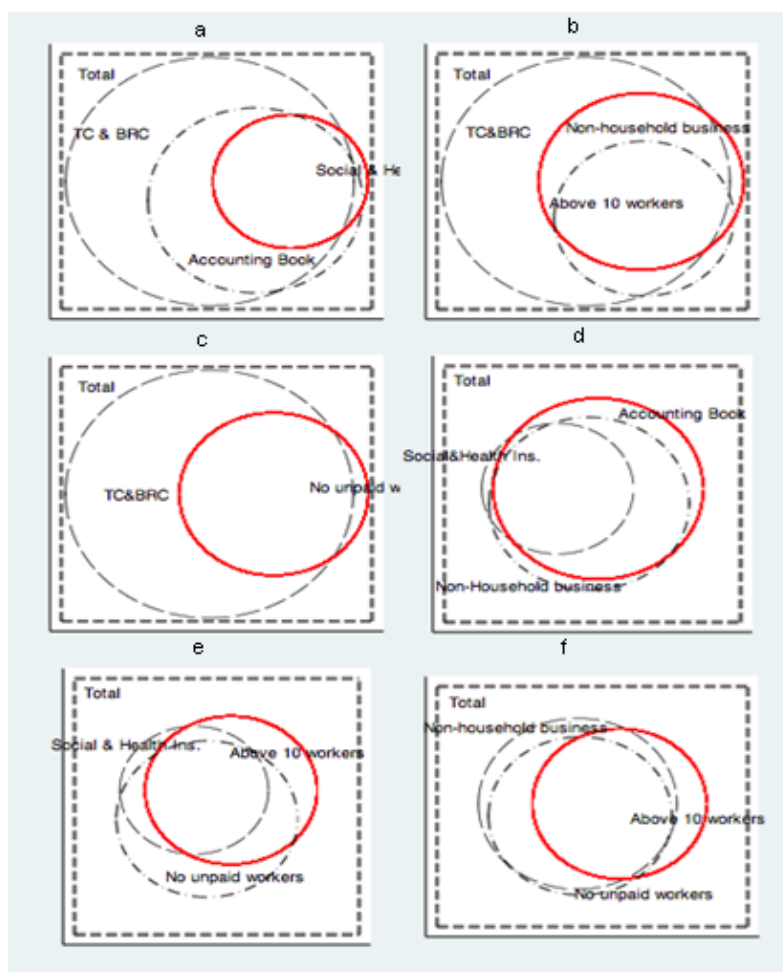 a
Total
TC & BRC
Social & He
Accounting Book
b
Total
TC&BRC
Non-household business
Above 10 workers
c
Total
TC&BRC
No unpaid w
d
Total
Accounting Book
Social&Health Ins.
Non-Household business
e
Total
Social & Health Ins.
Above 10 workers
No unpaid workers
f
Total
Non-household business
Above 10 workers
No unpaid workers